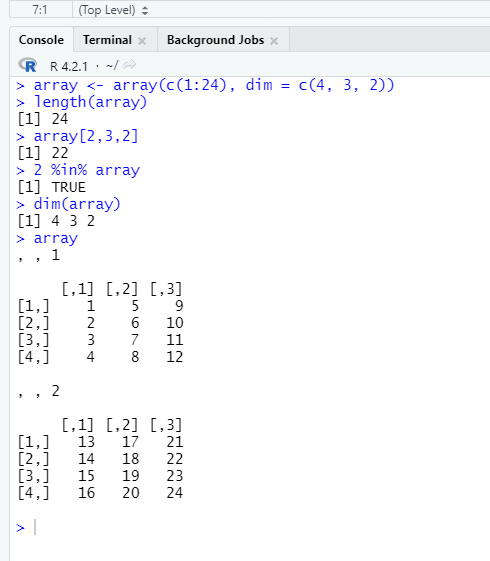 7:1 (Top Level)
Console Terminal Background Jobs
R R 4.2.1 · ~/
> array <- array(c(1:24), dim = c(4, 3, 2))
> length(array)
[1] 24
> array[2,3,2]
[1] 22
> 2 %in% array
[1] TRUE
> dim(array)
[1] 4 3 2
> array
, , 1
     [,1] [,2] [,3]
[1,]    1    5    9
[2,]    2    6   10
[3,]    3    7   11
[4,]    4    8   12
, , 2
     [,1] [,2] [,3]
[1,]   13   17   21
[2,]   14   18   22
[3,]   15   19   23
[4,]   16   20   24
>